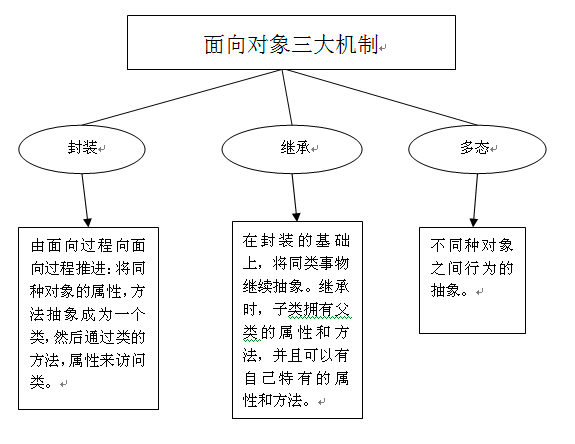 面向对象三大机制
封装
继承
多态
由面向过程向面
向过程推进：将同
种对象的属性，方
法抽象成为一个
类，然后通过类的
方法，属性来访问
类。
在封装的基础
上，将同类事物
继续抽象。继承
时，子类拥有父
类的属性和方
法，并且可以有
自己特有的属
性和方法。
不同种对象
之间行为的
抽象。